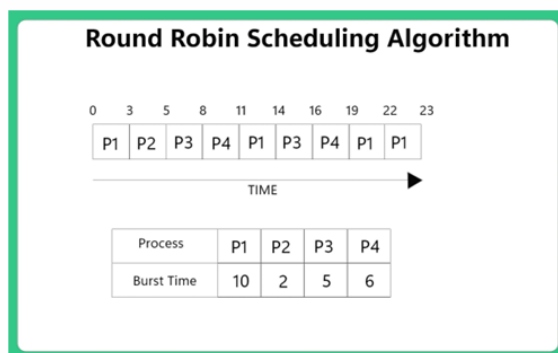 Round Robin Scheduling Algorithm
0 3 5 8 11 14 16 19 22 23
P1 P2 P3 P4 P1 P3 P4 P1 P1
TIME
Process P1 P2 P3 P4
Burst Time 10 2 5 6